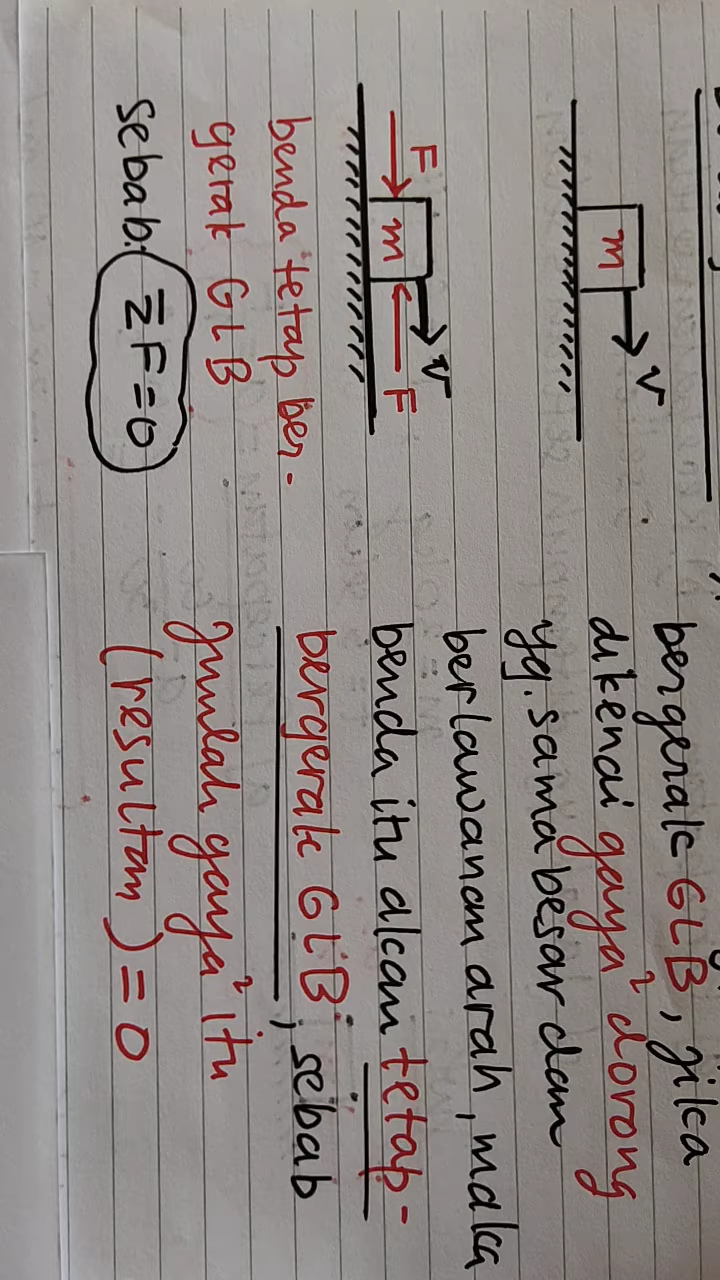 m
v
F
m
v
F
benda tetap ber-
gerak GLB
sebab.
ΣF=0
bergerak GLB, jika
dikenai gaya² dorong
yg. sama besar dan
berlawanan arah, maka
benda itu akan tetap-
bergerak GLB, sebab
jumlah gaya² itu
(resultan) = 0